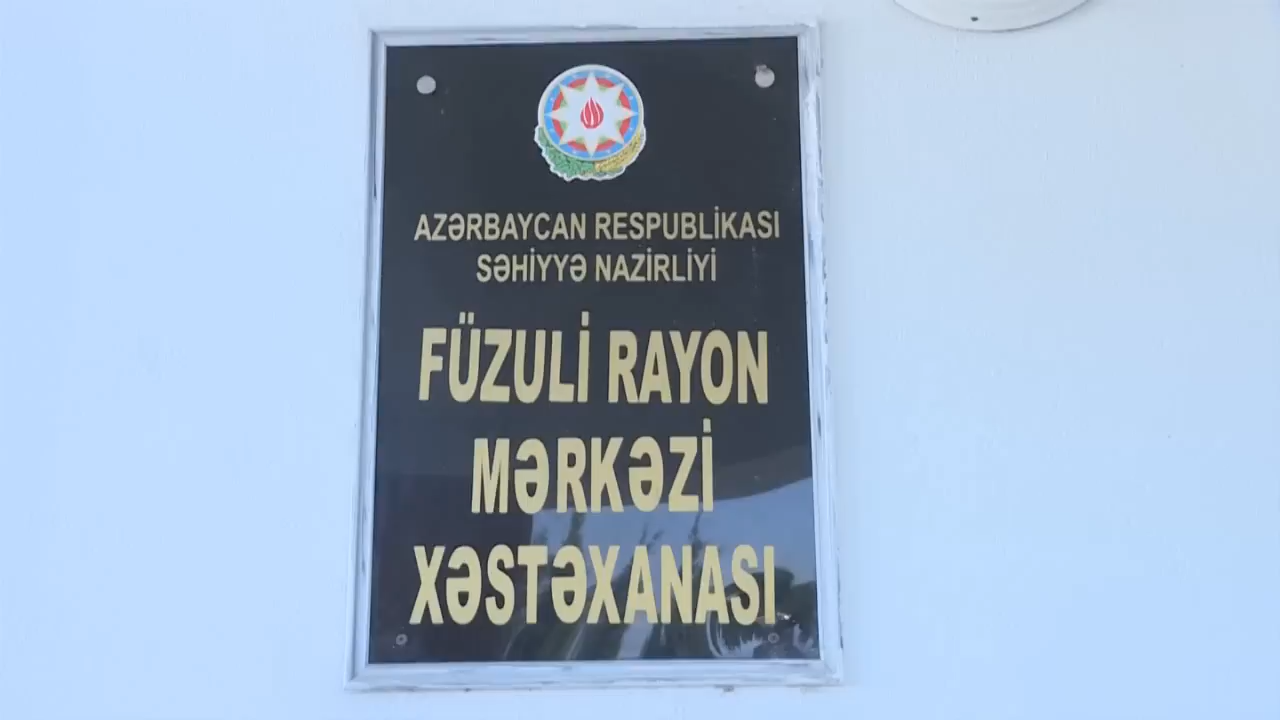 AZƏRBAYCAN RESPUBLİKASI
SƏHİYYƏ NAZİRLİYİ
FÜZULİ RAYON
MƏRKƏZİ
XƏSTƏXANASI